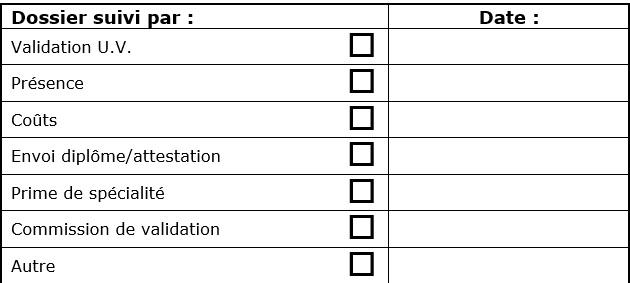 Dossier suivi par : Date :
Validation U.V.
Présence
Coûts
Envoi diplôme/attestation
Prime de spécialité
Commission de validation
Autre